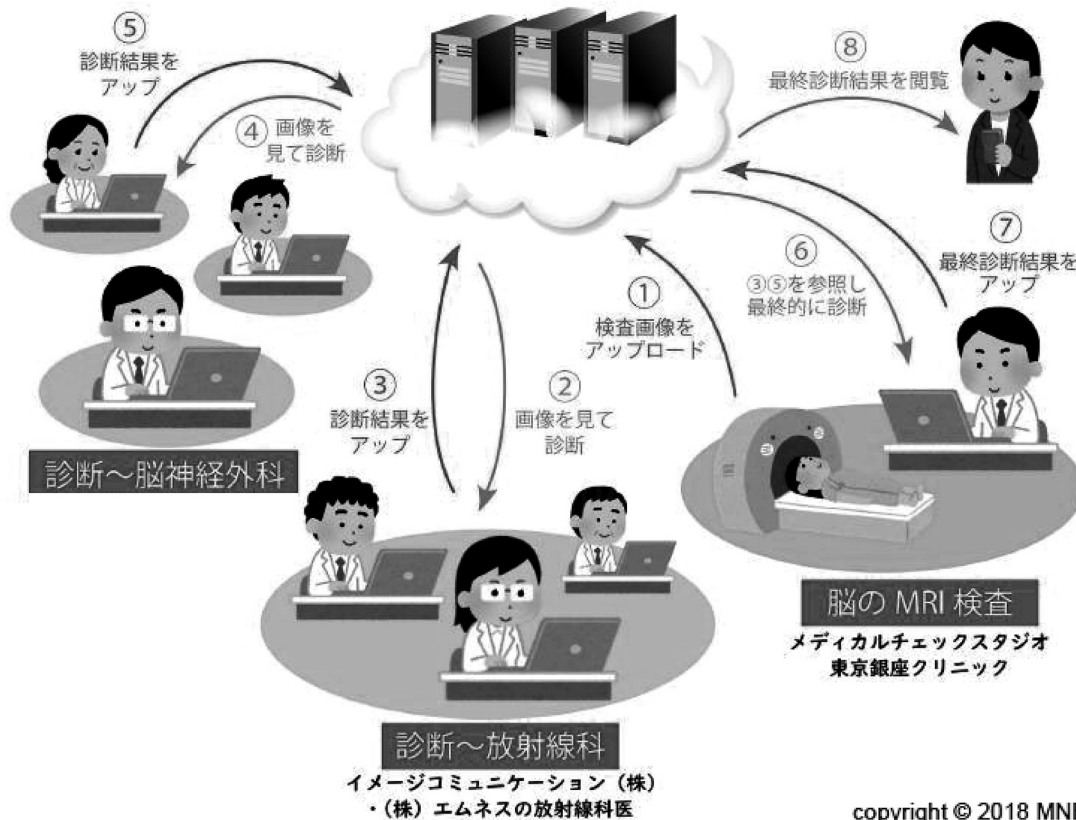 ⑤
診断結果を
アップ
④ 画像を
見て診断
⑧
最終診断結果を閲覧
⑦
最終診断結果を
アップ
⑥
③⑤を参照し
最終的に診断
①
検査画像を
アップロード
③
診断結果を
アップ
②
画像を見て
診断
診断～脳神経外科
脳の MRI 検査
メディカルチェックスタジオ
東京銀座クリニック
診断～放射線科
イメージコミュニケーション（株）
・（株）エムネスの放射線科医
copyright © 2018 MN